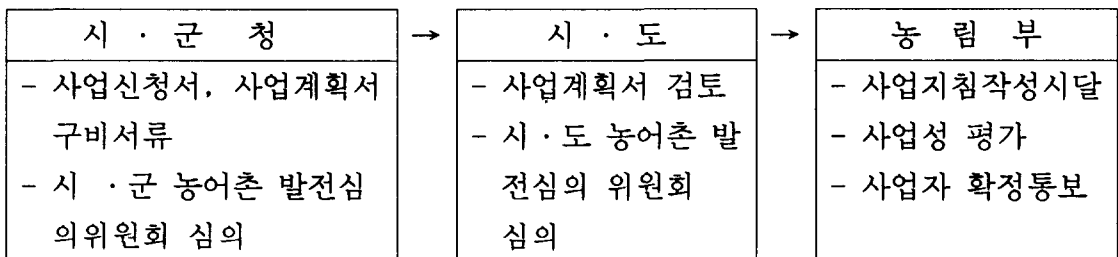 시 · 군 청
- 사업신청서, 사업계획서
구비서류
- 시 · 군 농어촌 발전심
의위원회 심의
→
시 · 도
- 사업계획서 검토
- 시 · 도 농어촌 발
전심의 위원회
심의
→
농 림 부
- 사업지침작성시달
- 사업성 평가
- 사업자 확정통보